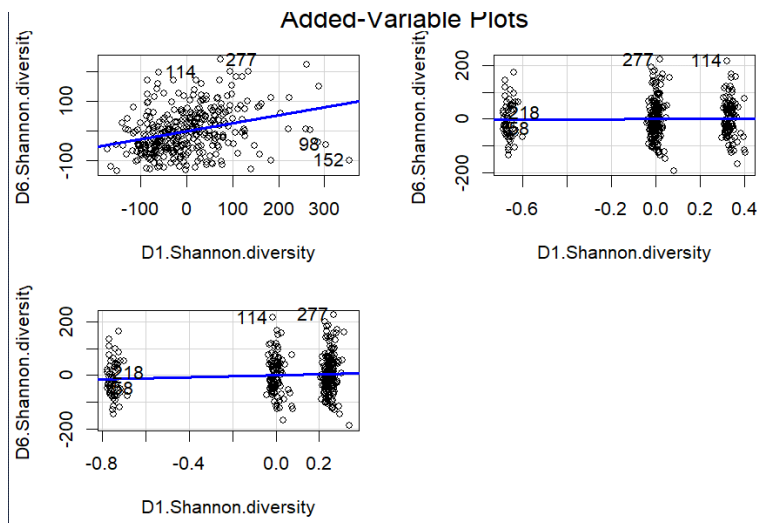 Added-Variable Plots
D6.Shannon.diversity
-100 100
114 277
98
152
-100 0 100 200 300
D1.Shannon.diversity
D6.Shannon.diversity
-200 0 200
277 114
18
-0.6 -0.2 0.0 0.2 0.4
D1.Shannon.diversity
D6.Shannon.diversity
-200 0 200
114 277
18
-0.8 -0.4 0.0 0.2
D1.Shannon.diversity